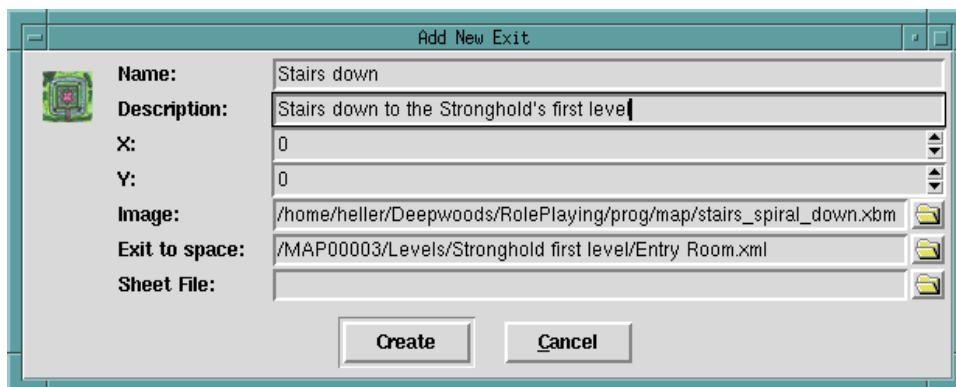 Add New Exit
Name: Stairs down
Description: Stairs down to the Stronghold's first level
X: 0
Y: 0
Image: /home/heller/Deepwoods/RolePlaying/prog/map/stairs_spiral_down.xbm
Exit to space: /MAP00003/Levels/Stronghold first level/Entry Room.xml
Sheet File:
Create Cancel